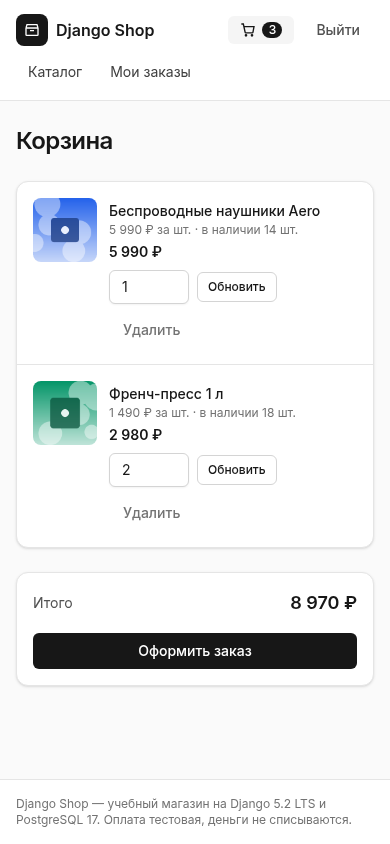 Django Shop
3
Выйти
Каталог
Мои заказы
Корзина
Беспроводные наушники Aero
5 990 ₽ за шт. · в наличии 14 шт.
5 990 ₽
1
Обновить
Удалить
Френч-пресс 1 л
1 490 ₽ за шт. · в наличии 18 шт.
2 980 ₽
2
Обновить
Удалить
Итого
8 970 ₽
Оформить заказ
Django Shop — учебный магазин на Django 5.2 LTS и
PostgreSQL 17. Оплата тестовая, деньги не списываются.